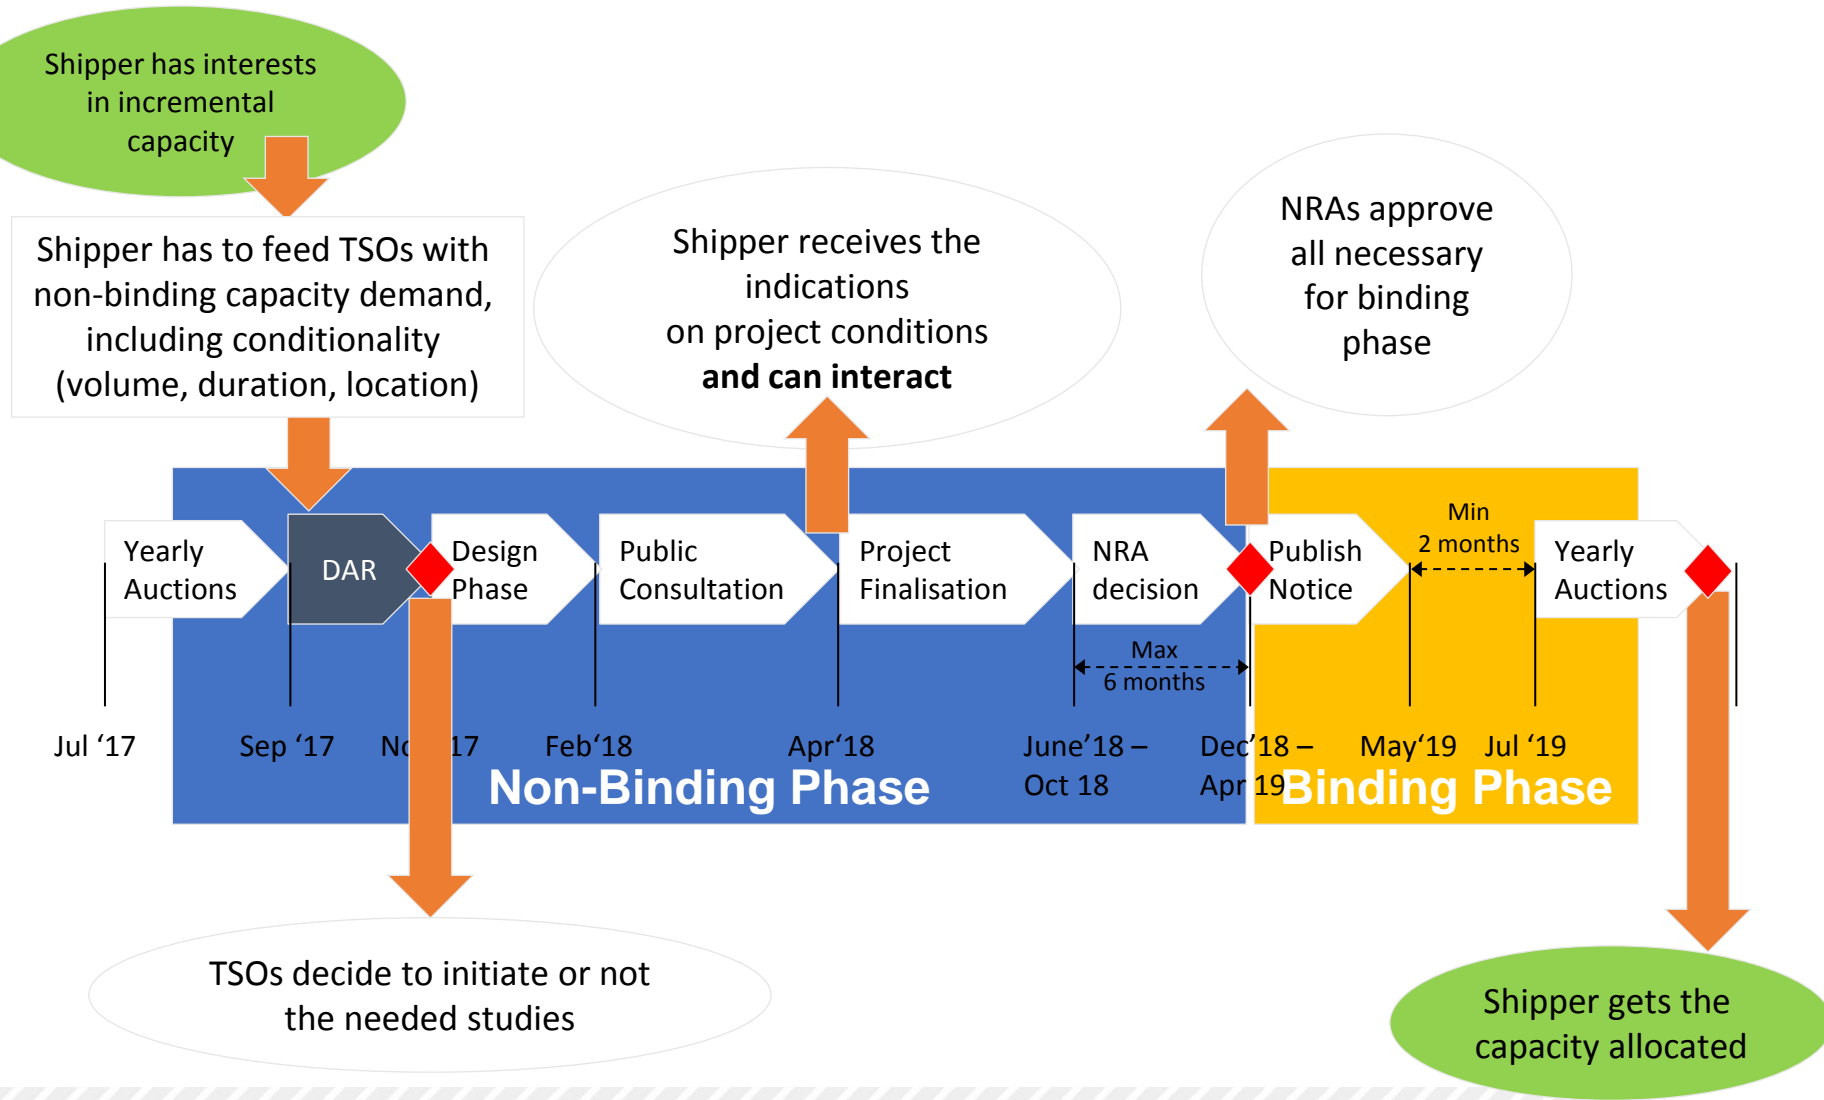 Shipper has interests
in incremental
capacity
Shipper has to feed TSOs with
non-binding capacity demand,
including conditionality
(volume, duration, location)
Shipper receives the
indications
on project conditions
and can interact
NRAs approve
all necessary
for binding
phase
Yearly
Auctions
DAR
Design
Phase
Public
Consultation
Project
Finalisation
NRA
decision
Publish
Notice
Min
2 months
Yearly
Auctions
Max
6 months
Jul ‘17
Sep ‘17
17
Feb‘18
Apr‘18
June’18 –
Oct 18
Dec’18 –
Apr 19
May‘19
Jul ‘19
Non-Binding Phase
Binding Phase
TSOs decide to initiate or not
the needed studies
Shipper gets the
capacity allocated